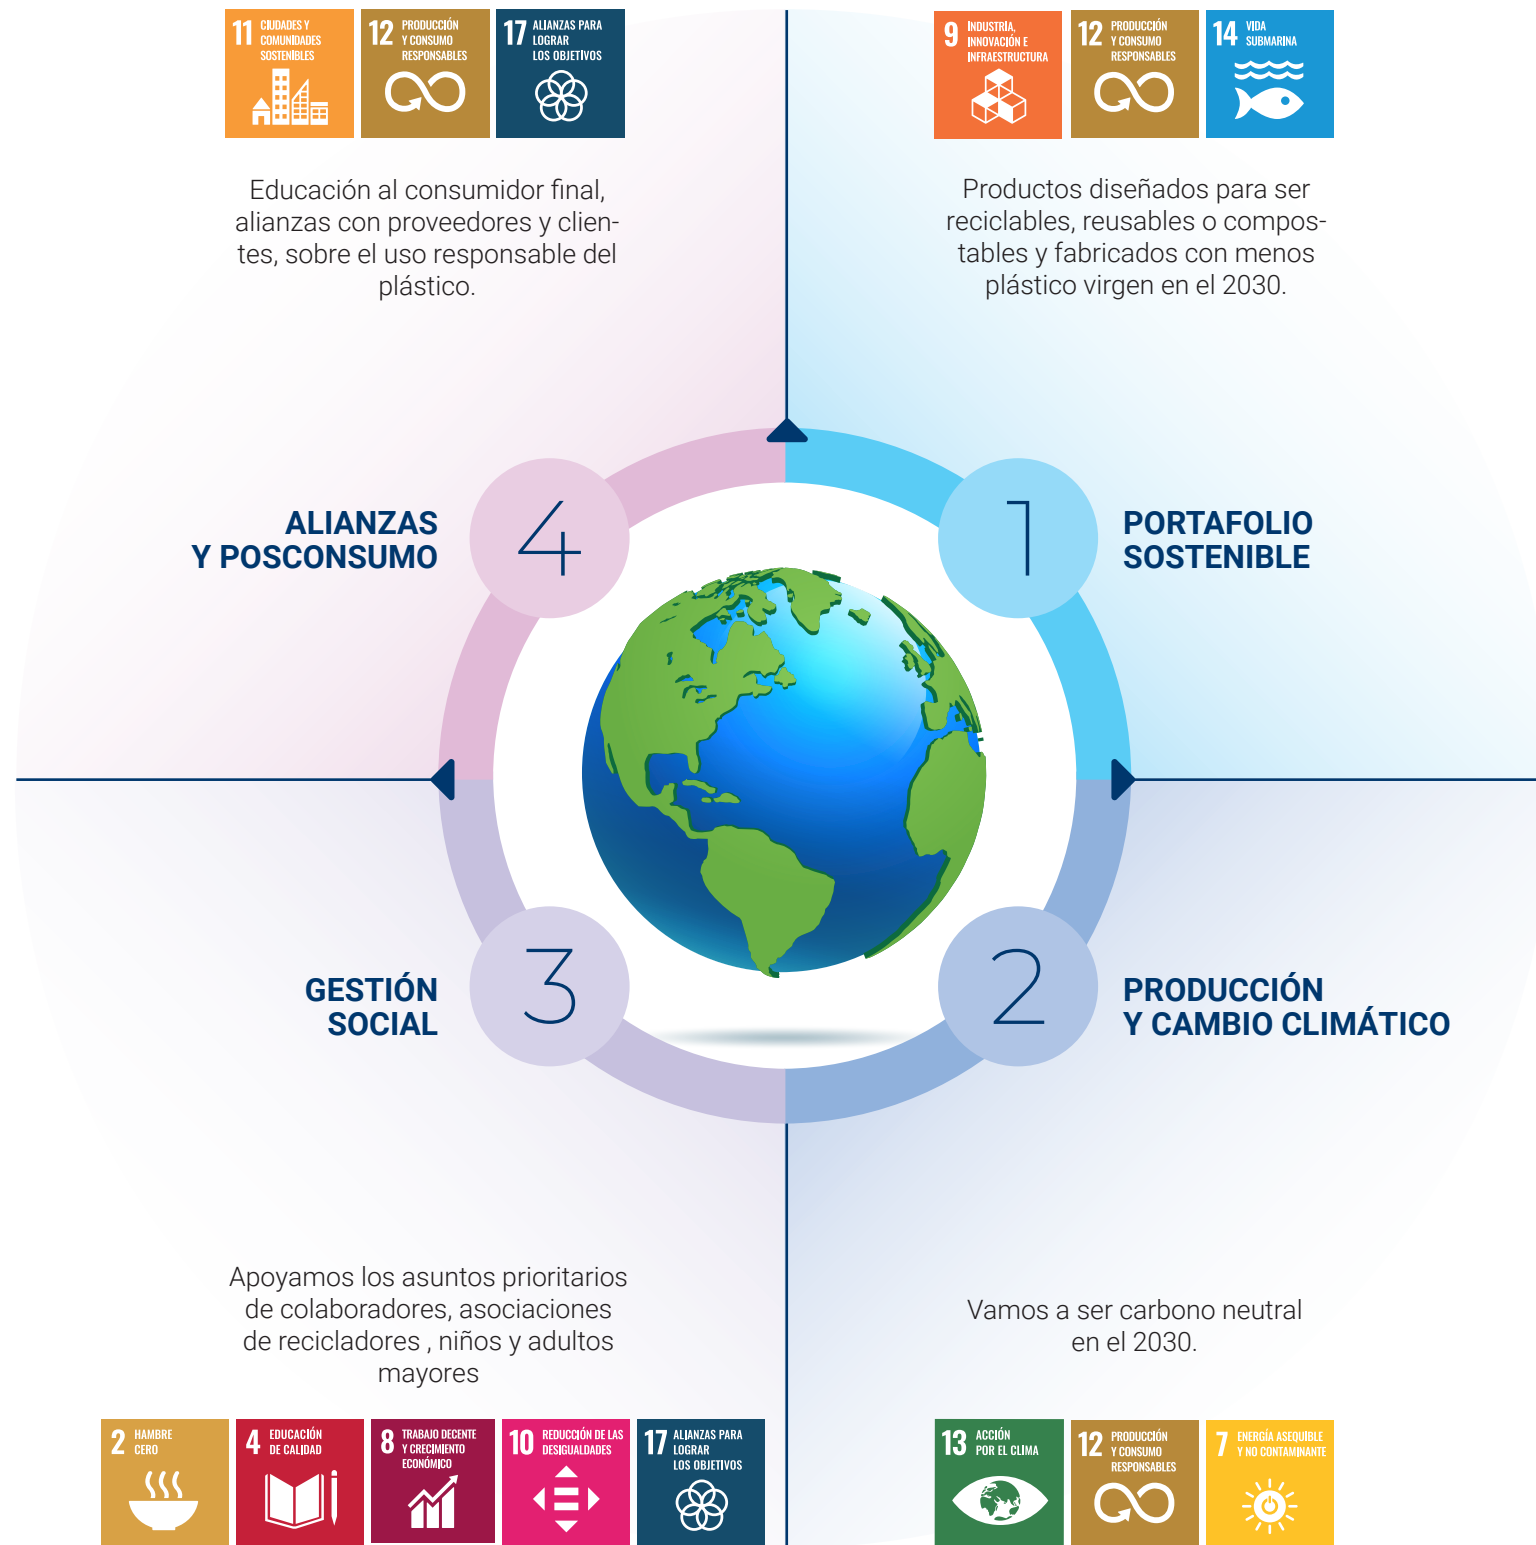 11 CIUDADES Y
COMUNIDADES
SOSTENIBLES
12 PRODUCCIÓN
Y CONSUMO
RESPONSABLES
17 ALIANZAS PARA
LOGRAR
LOS OBJETIVOS
Educación al consumidor final,
alianzas con proveedores y clien-
tes, sobre el uso responsable del
plástico.
9 INDUSTRIA,
INNOVACIÓN E
INFRAESTRUCTURA
12 PRODUCCIÓN
Y CONSUMO
RESPONSABLES
14 VIDA
SUBMARINA
Productos diseñados para ser
reciclables, reusables o compos-
tables y fabricados con menos
plástico virgen en el 2030.
ALIANZAS
Y POSCONSUMO
4
1
PORTAFOLIO
SOSTENIBLE
GESTIÓN
SOCIAL
3
2
PRODUCCIÓN
Y CAMBIO CLIMÁTICO
Apoyamos los asuntos prioritarios
de colaboradores, asociaciones
de recicladores , niños y adultos
mayores
2 HAMBRE
CERO
4 EDUCACIÓN
DE CALIDAD
8 TRABAJO DECENTE
Y CRECIMIENTO
ECONÓMICO
10 REDUCCIÓN DE LAS
DESIGUALDADES
17 ALIANZAS PARA
LOGRAR
LOS OBJETIVOS
Vamos a ser carbono neutral
en el 2030.
13 ACCIÓN
POR EL CLIMA
12 PRODUCCIÓN
Y CONSUMO
RESPONSABLES
7 ENERGÍA ASEQUIBLE
Y NO CONTAMINANTE